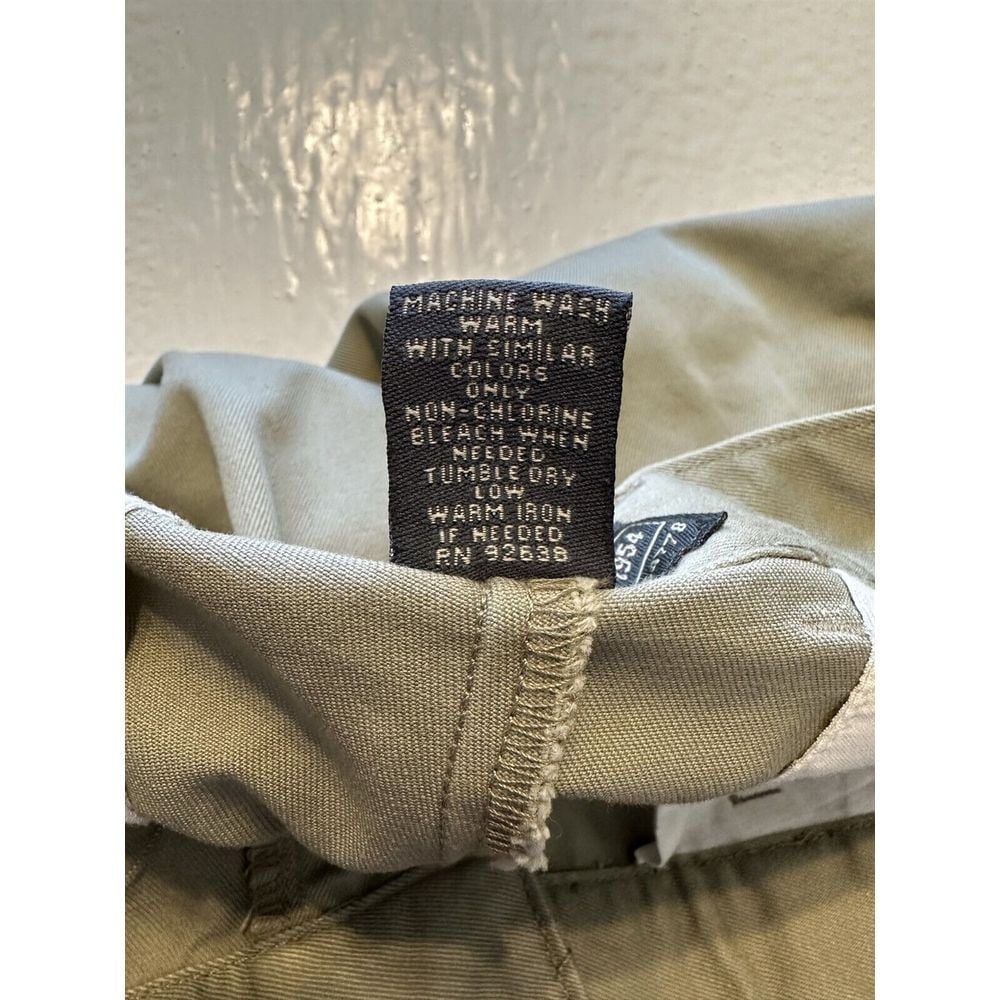 MACHINE WASH
WARM
WITH SIMILAR
COLORS
ONLY
NON-CHLORINE
BLEACH WHEN
NEEDED
TUMBLE DRY
LOW
WARM IRON
IF NEEDED
RN 92638
1954